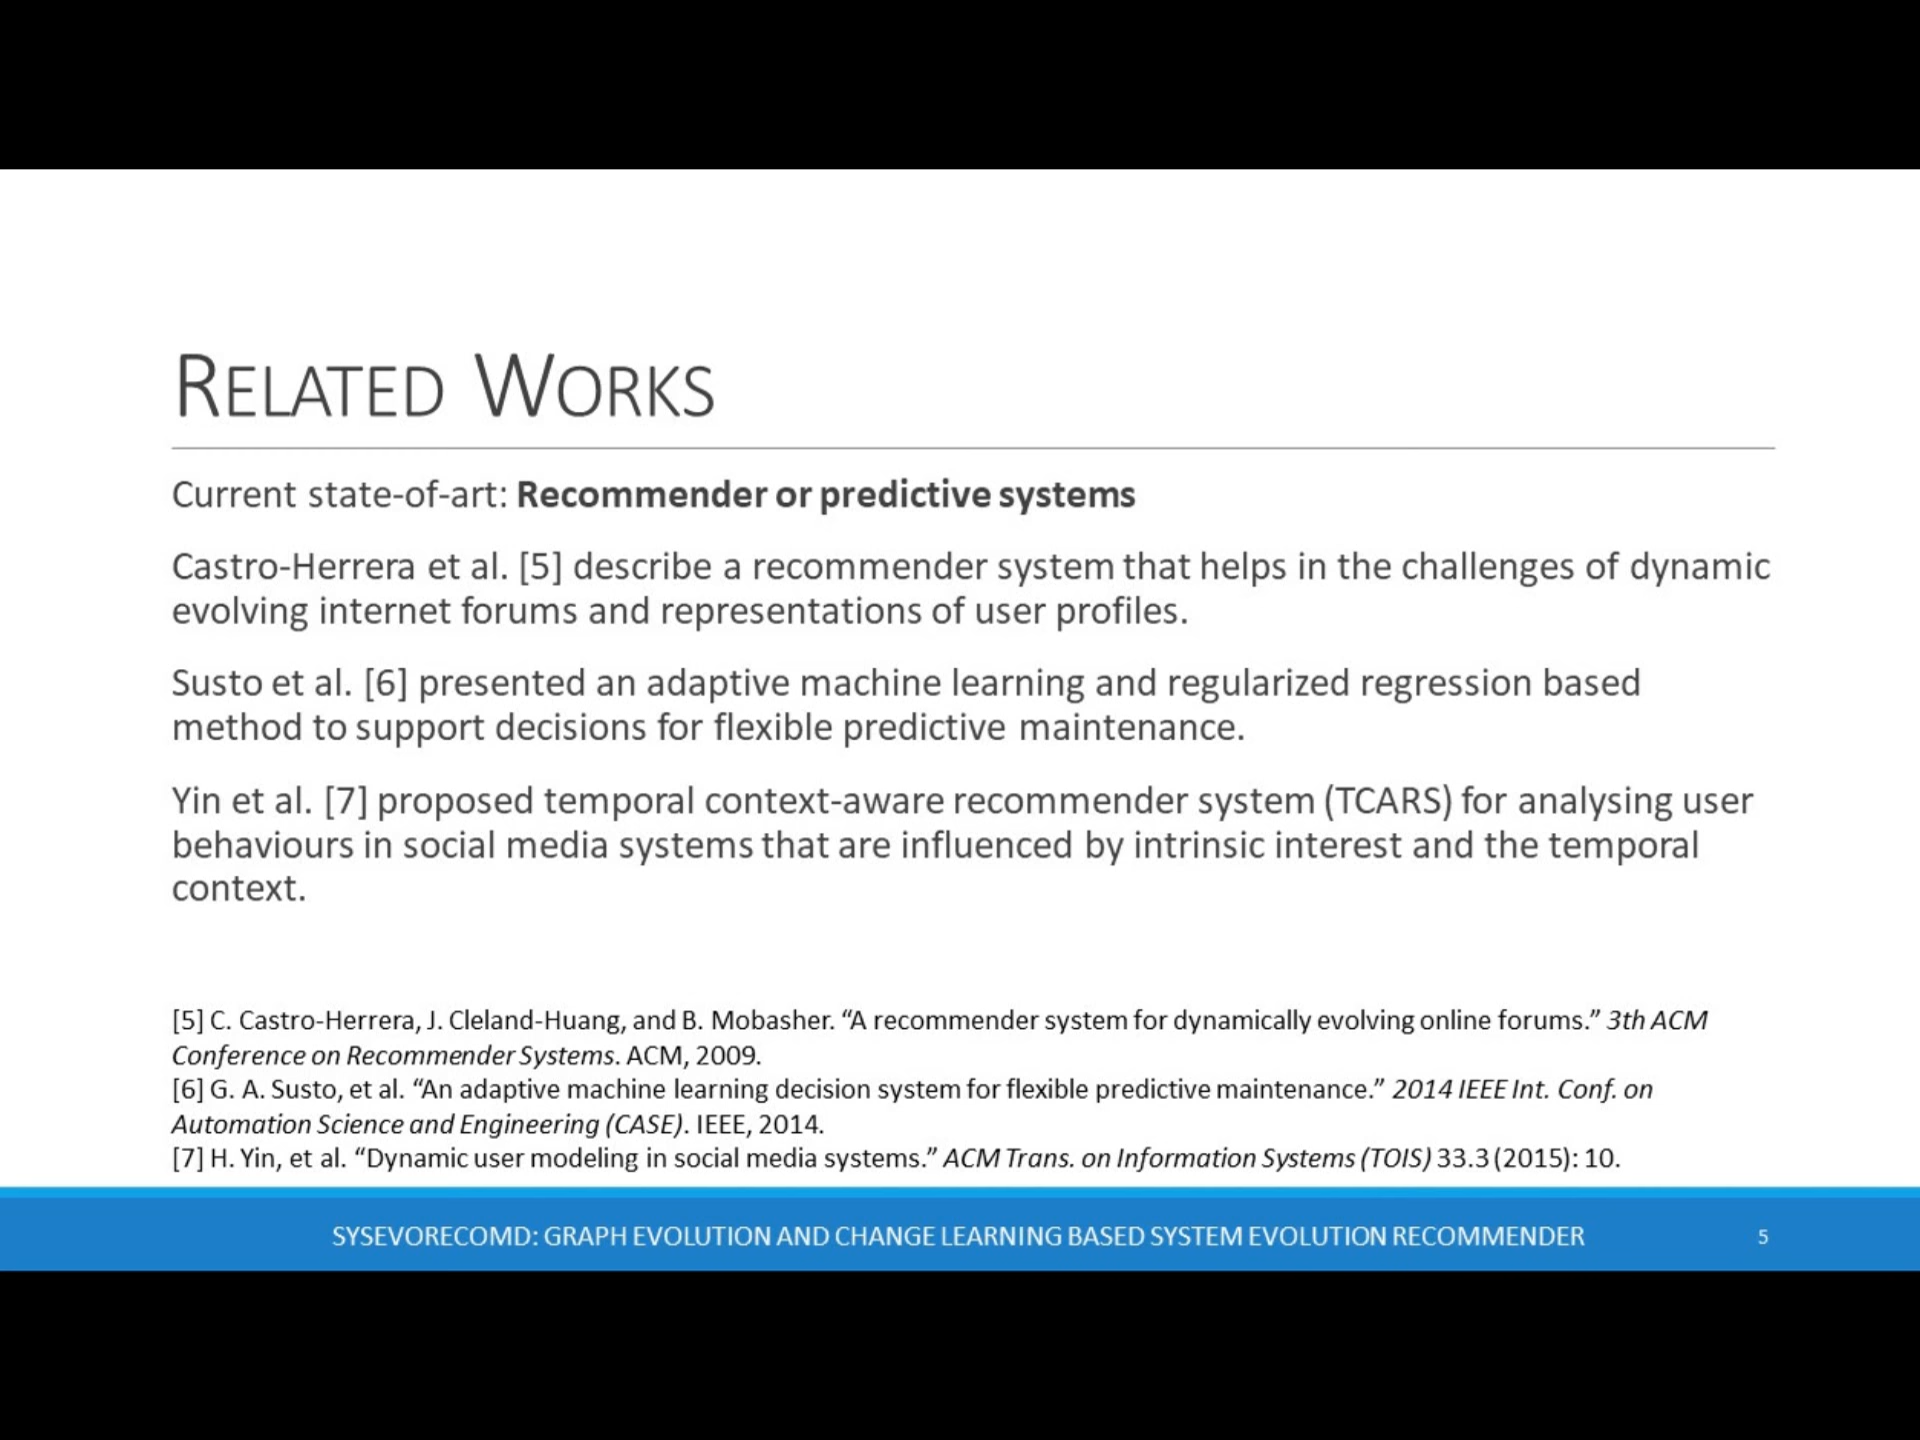 RELATED WORKS
Current state-of-art: Recommender or predictive systems
Castro-Herrera et al. [5] describe a recommender system that helps in the challenges of dynamic
evolving internet forums and representations of user profiles.
Susto et al. [6] presented an adaptive machine learning and regularized regression based
method to support decisions for flexible predictive maintenance.
Yin et al. [7] proposed temporal context-aware recommender system (TCARS) for analysing user
behaviours in social media systems that are influenced by intrinsic interest and the temporal
context.
[5] C. Castro-Herrera, J. Cleland-Huang, and B. Mobasher. “A recommender system for dynamically evolving online forums.” 3th ACM
Conference on Recommender Systems. ACM, 2009.
[6] G. A. Susto, et al. “An adaptive machine learning decision system for flexible predictive maintenance.” 2014 IEEE Int. Conf. on
Automation Science and Engineering (CASE). IEEE, 2014.
[7] H. Yin, et al. “Dynamic user modeling in social media systems.” ACM Trans. on Information Systems (TOIS) 33.3 (2015): 10.
SYSEVORECOMD: GRAPH EVOLUTION AND CHANGE LEARNING BASED SYSTEM EVOLUTION RECOMMENDER 5